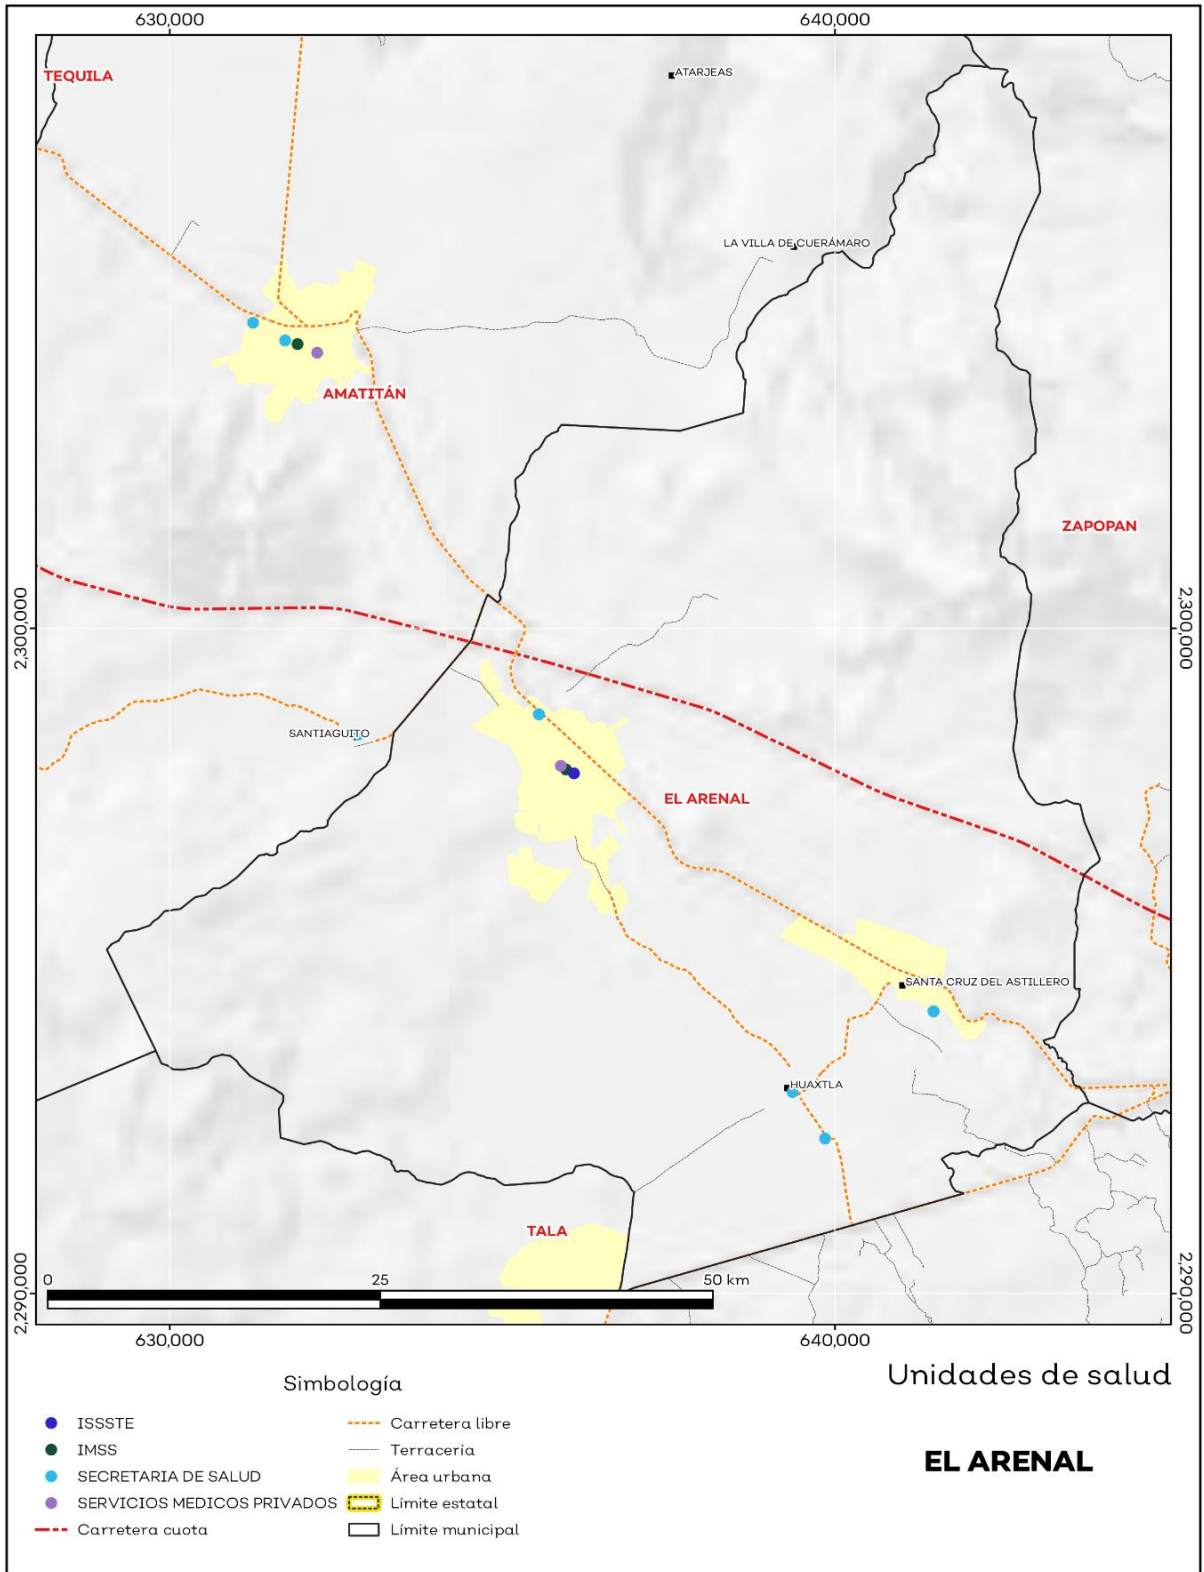 630,000
640,000
TEQUILA
ATARJEAS
LA VILLA DE CUERÁMARO
AMATITÁN
ZAPOPAN
2,300,000
2,300,000
SANTIAGUITO
EL ARENAL
SANTA CRUZ DEL ASTILLERO
HUAXTLA
TALA
0
25
50 km
2,290,000
2,290,000
630,000
640,000
Unidades de salud
EL ARENAL
Simbología
ISSSTE
IMSS
SECRETARIA DE SALUD
SERVICIOS MEDICOS PRIVADOS
Carretera cuota
Carretera libre
Terracería
Área urbana
Límite estatal
Límite municipal